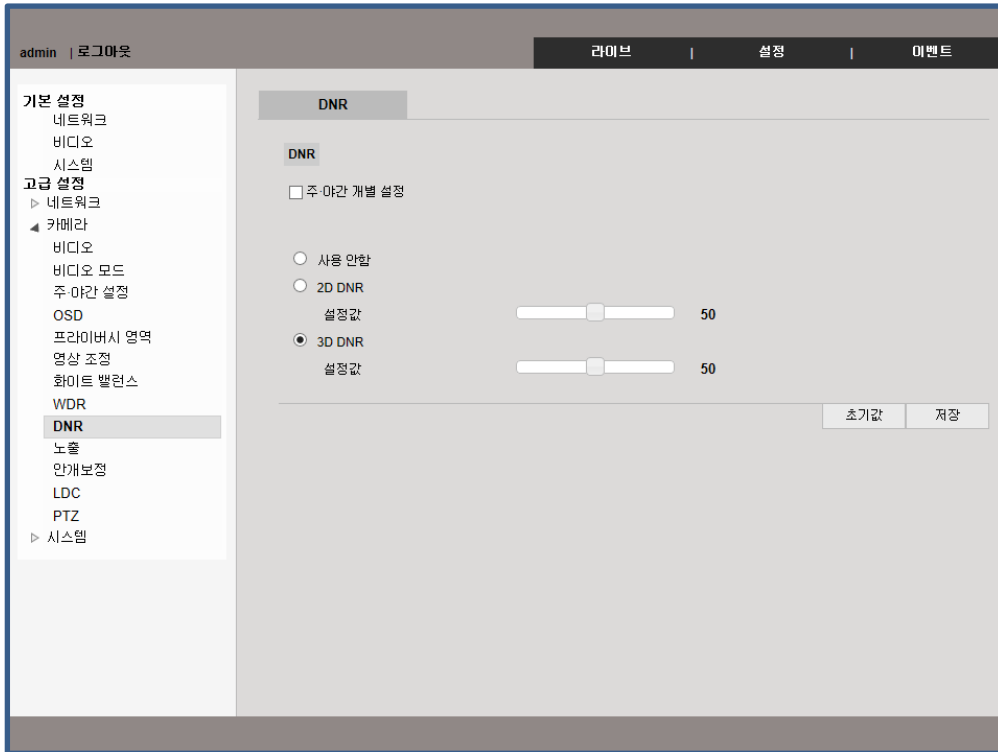 admin | 로그아웃
라이브 | 설정 | 이벤트
기본 설정
네트워크
비디오
시스템
고급 설정
네트워크
카메라
비디오
비디오 모드
주·야간 설정
OSD
프라이버시 영역
영상 조정
화이트 밸런스
WDR
DNR
노출
안개보정
LDC
PTZ
시스템
DNR
DNR
주·야간 개별 설정
사용 안함
2D DNR
설정값 50
3D DNR
설정값 50
초기값 저장